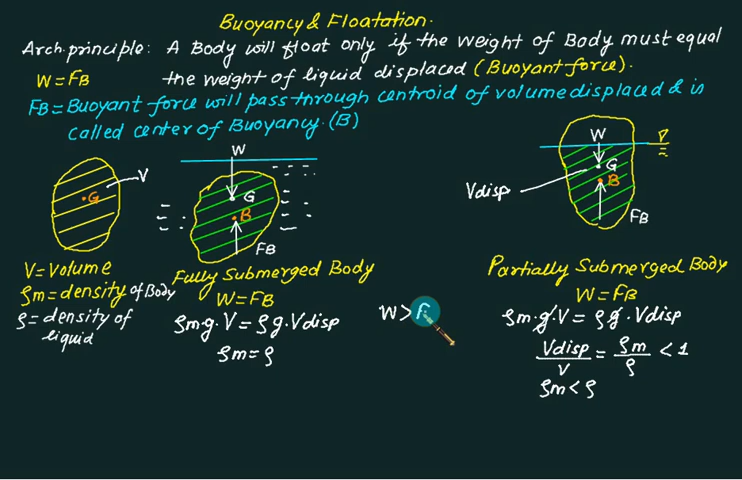 Buoyancy & Floatation.
Arch. principle: A Body will float only if the weight of Body must equal
W = FB the weight of liquid displaced (Buoyant force).
FB = Buoyant force will pass through centroid of volume displaced & is
called center of Buoyancy. (B)
G
V
W
G
B
FB
W
G
B
Vdisp
FB
V = Volume
ρm = density of Body
ρ = density of
liquid
Fully Submerged Body
W = FB
ρm.g.V = ρg.Vdisp
ρm = ρ
W > F
Partially Submerged Body
W = FB
ρm.g.V = ρg.Vdisp
Vdisp/V = ρm/ρ < 1
ρm < ρ